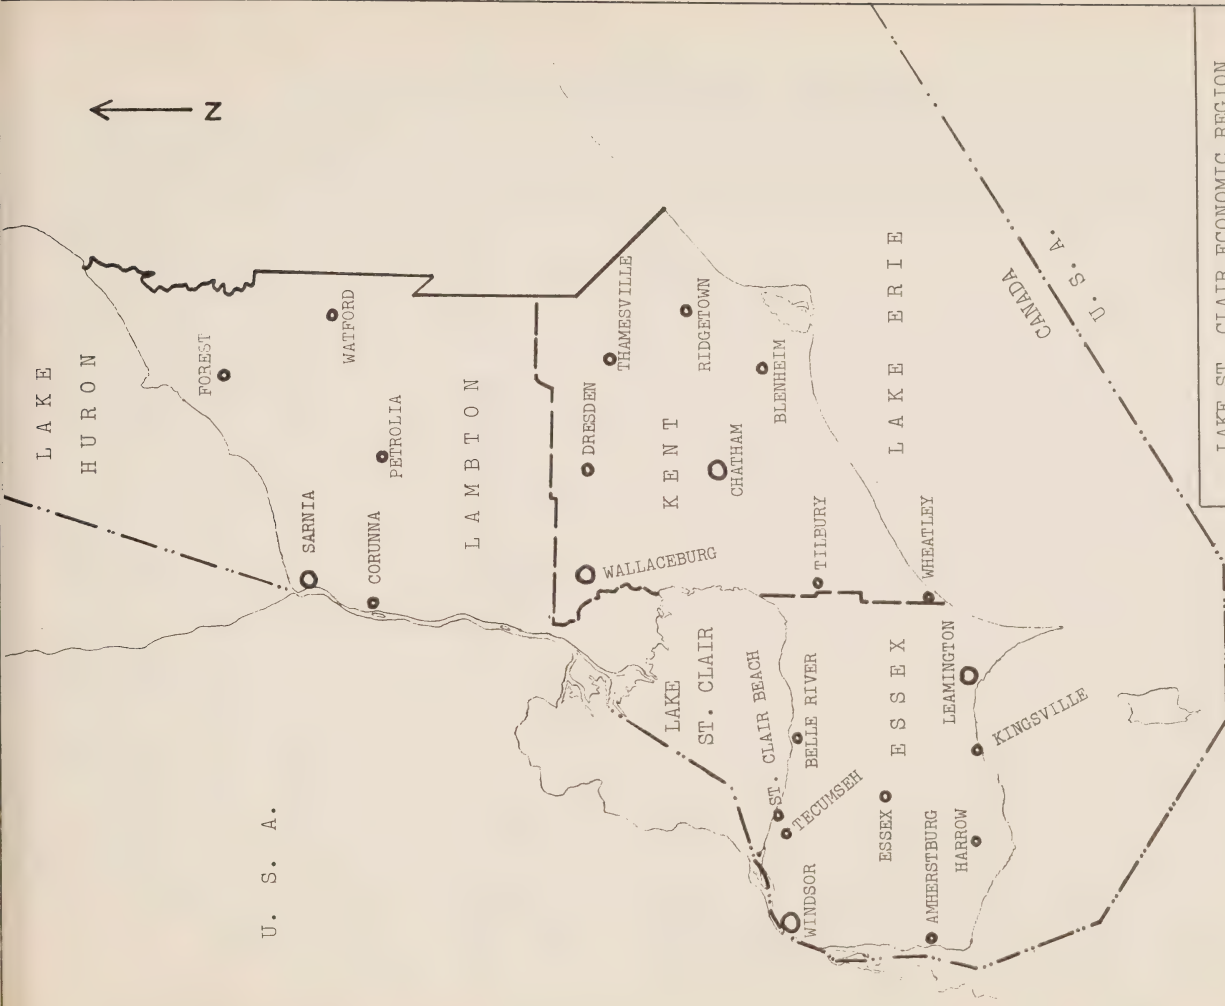 LAKE
HURON
N
FOREST
U. S. A.
SARNIA
WATFORD
CORUNNA
PETROLIA
LAMBTON
DRESDEN
THAMESVILLE
WALLACEBURG
KENT
LAKE
ST. CLAIR
RIDGETOWN
CHATHAM
BLENHEIM
ST. CLAIR BEACH
TECUMSEH
BELLE RIVER
WINDSOR
TILBURY
ESSEX
ESSEX
LAKE ERIE
WHEATLEY
AMHERSTBURG
LEAMINGTON
HARROW
KINGSVILLE
CANADA
U. S. A.
LAKE ST. CLAIR ECONOMIC REGION